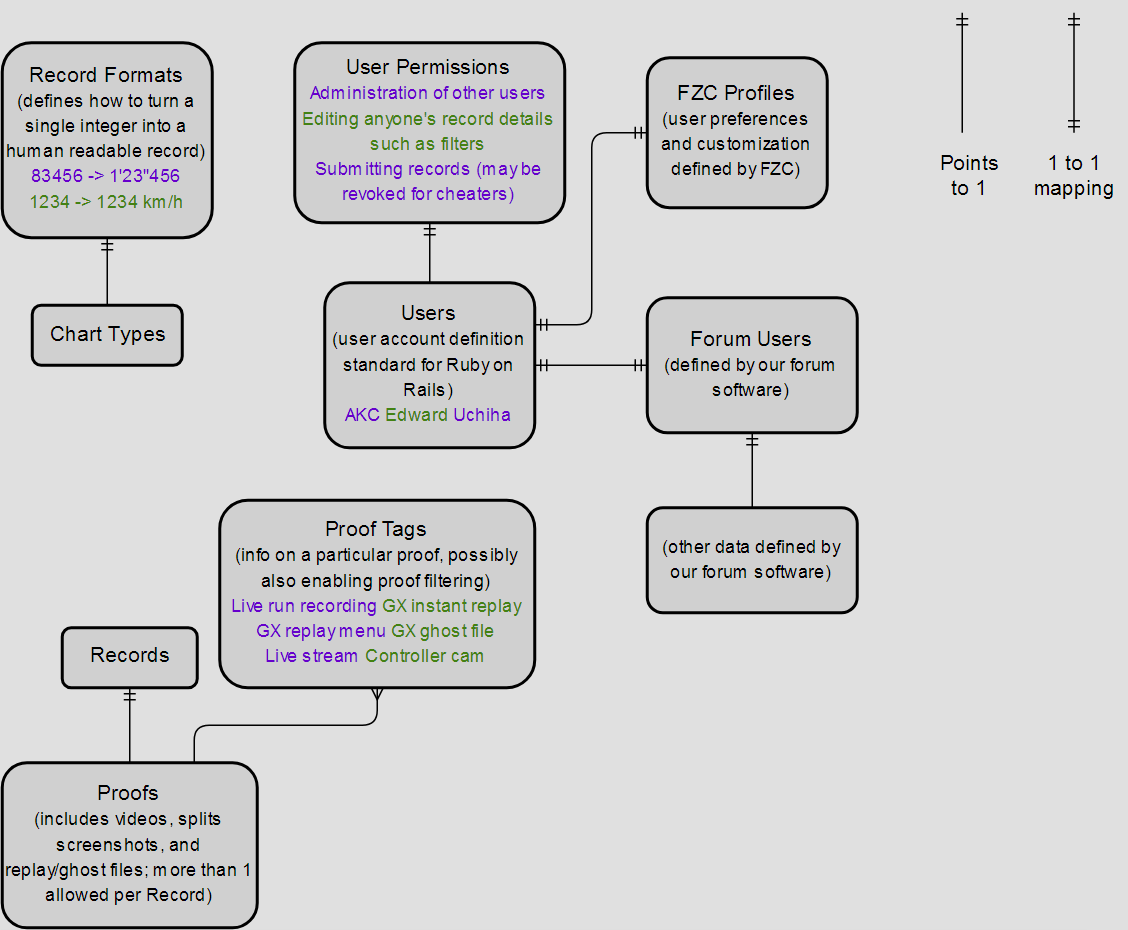 Record Formats
(defines how to turn a
single integer into a
human readable record)
83456 -> 1'23"456
1234 -> 1234 km/h
Chart Types
User Permissions
Administration of other users
Editing anyone's record details
such as filters
Submitting records (may be
revoked for cheaters)
FZC Profiles
(user preferences
and customization
defined by FZC)
Points
to 1
1 to 1
mapping
Users
(user account definition
standard for Ruby on
Rails)
AKC Edward Uchiha
Forum Users
(defined by our forum
software)
(other data defined by
our forum software)
Proof Tags
(info on a particular proof, possibly
also enabling proof filtering)
Live run recording GX instant replay
GX replay menu GX ghost file
Live stream Controller cam
Records
Proofs
(includes videos, splits
screenshots, and
replay/ghost files; more than 1
allowed per Record)